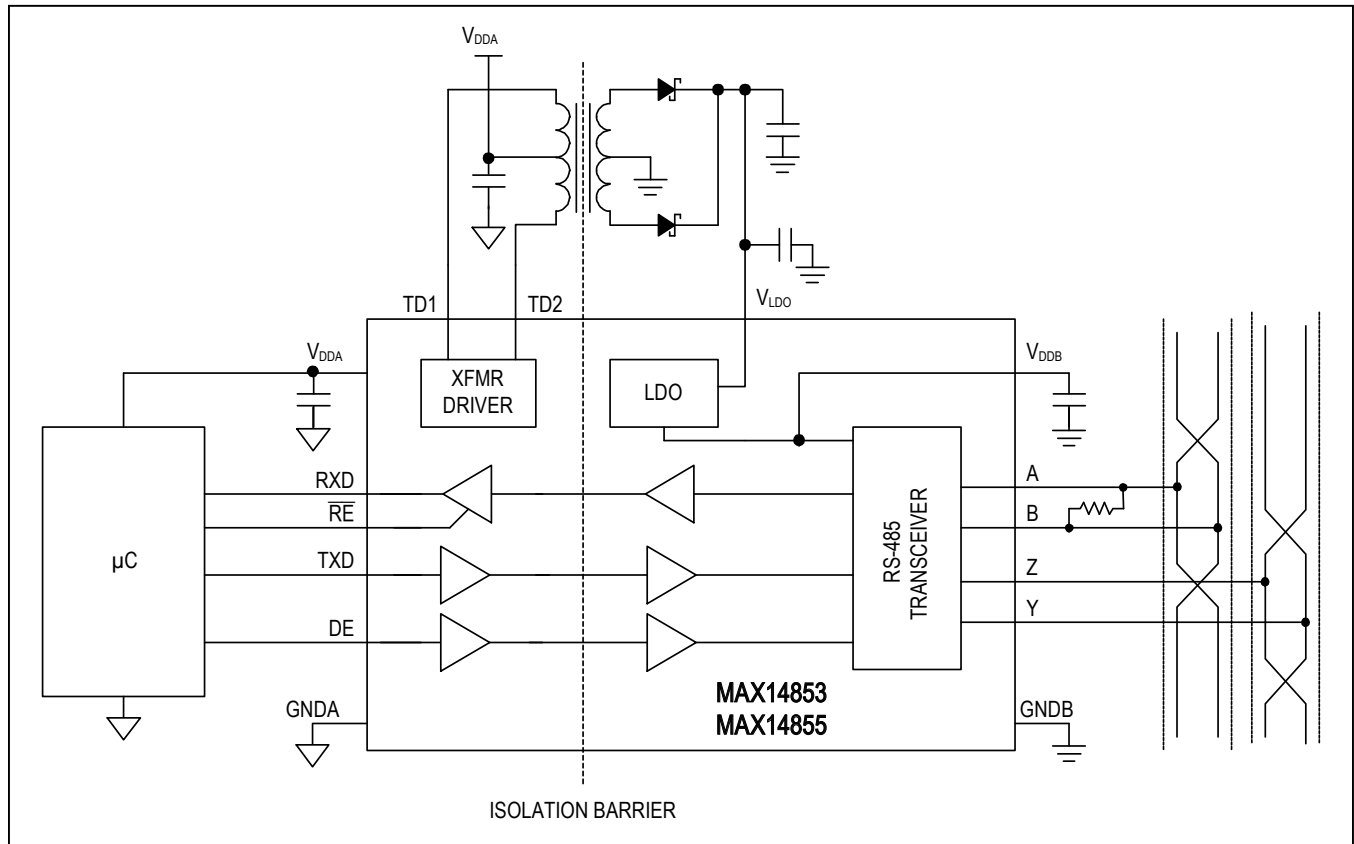 VDDA
TD1
TD2
VLDO
VDDA
XFMR
DRIVER
LDO
VDDB
µC
RXD
RE
TXD
DE
RS-485
TRANSCEIVER
A
B
Z
Y
GNDA
MAX14853
MAX14855
GNDB
ISOLATION BARRIER